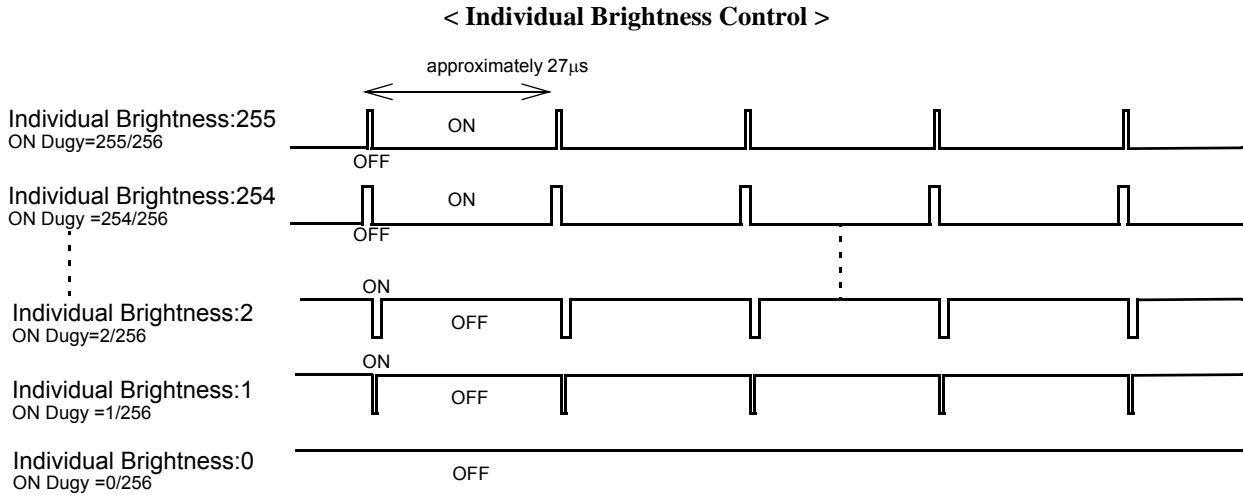 < Individual Brightness Control >
approximately 27μs
Individual Brightness:255
ON Dugy=255/256
ON
OFF
Individual Brightness:254
ON Dugy =254/256
ON
OFF
ON
Individual Brightness:2
ON Dugy=2/256
OFF
ON
Individual Brightness:1
ON Dugy =1/256
OFF
Individual Brightness:0
ON Dugy =0/256
OFF